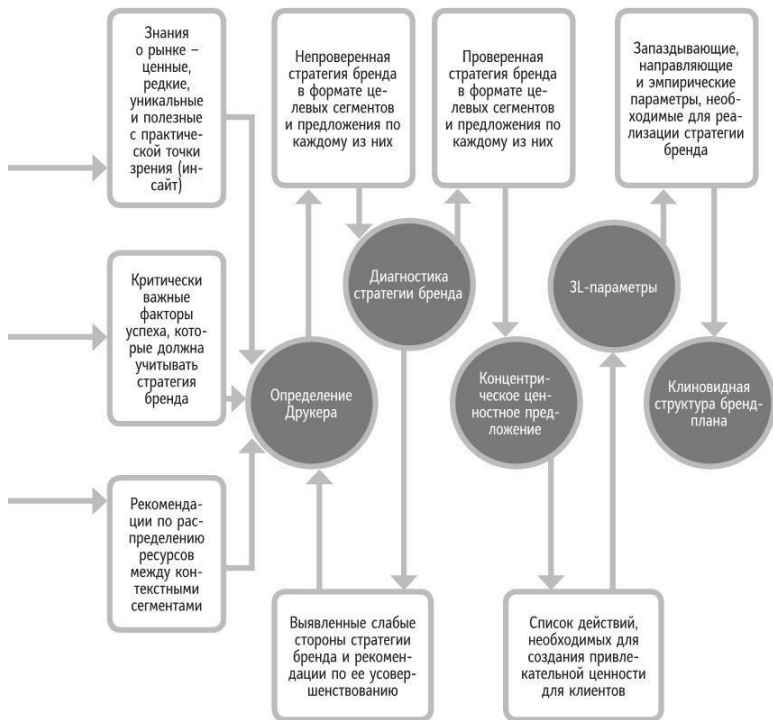 Знания
о рынке –
ценные,
редкие,
уникальные
и полезные
с практиче-
ской точки
зрения (ин-
сайт)
Непроверенная
стратегия бренда
в формате це-
левых сегментов
и предложения по
каждому из них
Проверенная
стратегия бренда
в формате це-
левых сегментов
и предложения по
каждому из них
Запаздывающие,
направляющие
и эмпирические
параметры, необ-
ходимые для ре-
ализации стратегии
бренда
Критически
важные
факторы
успеха, кото-
рые должна
учитывать
стратегия
бренда
Диагностика
стратегии бренда
3L-параметры
Определение
Друкера
Концентри-
ческое цен-
ностное пред-
ложение
Клиновидная
структура бренд-
плана
Рекоменда-
ции по рас-
пределению
ресурсов
между кон-
текстными
сегментами
Выявленные слабые
стороны стратегии
бренда и рекомен-
дации по ее усовер-
шенствованию
Список действий,
необходимых для
создания привле-
кательной ценности
для клиентов